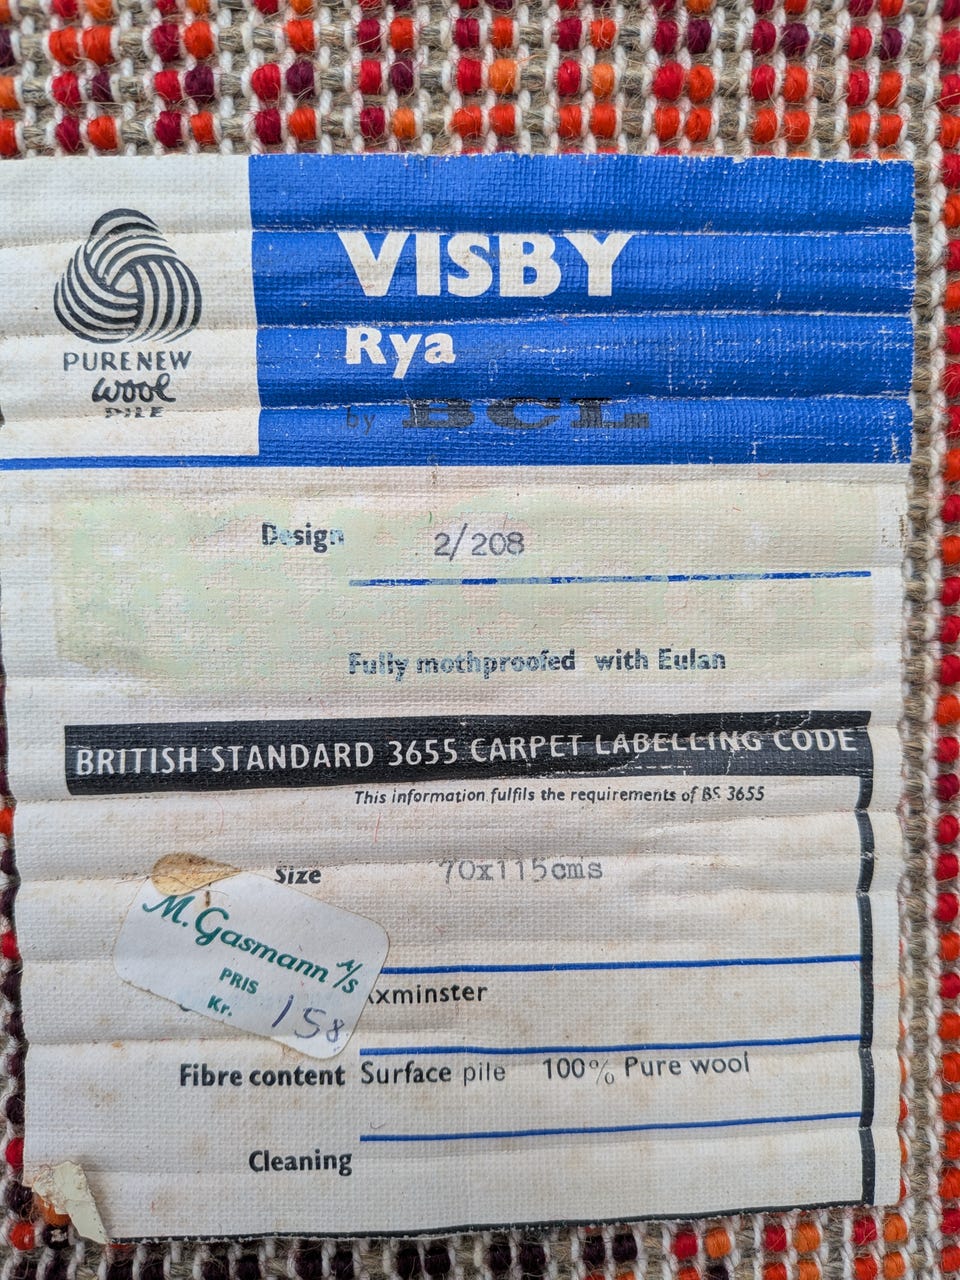 PURE NEW
wool
PILE
VISBY
Rya
by BCL
Design 2/208
Fully mothproofed with Eulan
BRITISH STANDARD 3655 CARPET LABELLING CODE
This information fulfils the requirements of BS 3655
Size 70x115cms
M. Gasmann A/S
PRIS
Kr. 158
Axminster
Fibre content Surface pile 100% Pure wool
Cleaning